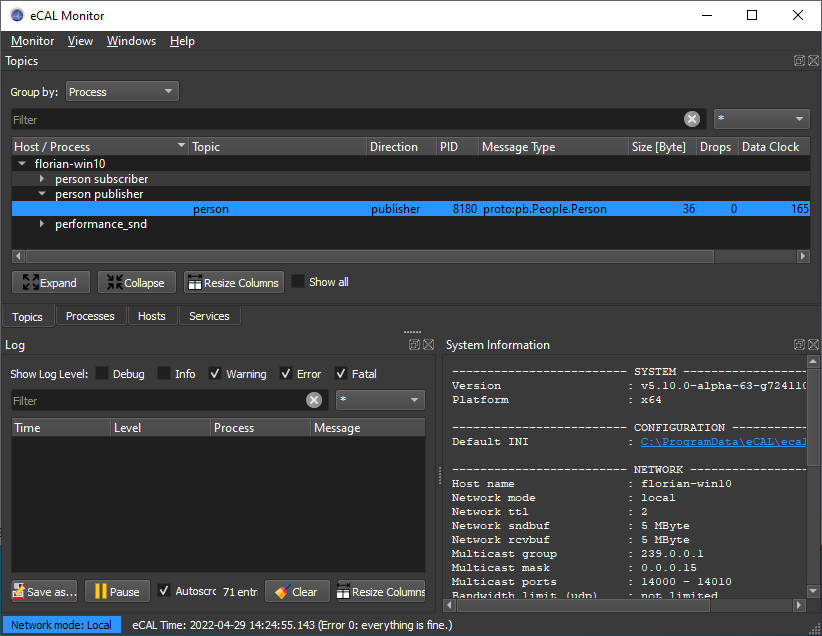 eCAL Monitor
Monitor View Windows Help
Topics
Group by: Process
Filter *
Host / Process Topic Direction PID Message Type Size [Byte] Drops Data Clock
florian-win10
person subscriber
person publisher
person publisher 8180 proto:pb.People.Person 36 0 165
performance_snd
Expand Collapse Resize Columns Show all
Topics Processes Hosts Services
Log
Show Log Level: Debug Info Warning Error Fatal
Filter *
Time Level Process Message
Save as... Pause Autoscro 71 entr Clear Resize Columns
System Information
------------------------- SYSTEM -------------------------
Version : v5.10.0-alpha-63-g724110
Platform : x64
------------------------- CONFIGURATION -------------------------
Default INI : C:\ProgramData\eCAL\ecal
------------------------- NETWORK -------------------------
Host name : florian-win10
Network mode : local
Network ttl : 2
Network sndbuf : 5 MByte
Network rcvbuf : 5 MByte
Multicast group : 239.0.0.1
Multicast mask : 0.0.0.15
Multicast ports : 14000 - 14010
Bandwidth limit (udp) : not limited
Network mode: Local eCAL Time: 2022-04-29 14:24:55.143 (Error 0: everything is fine.)